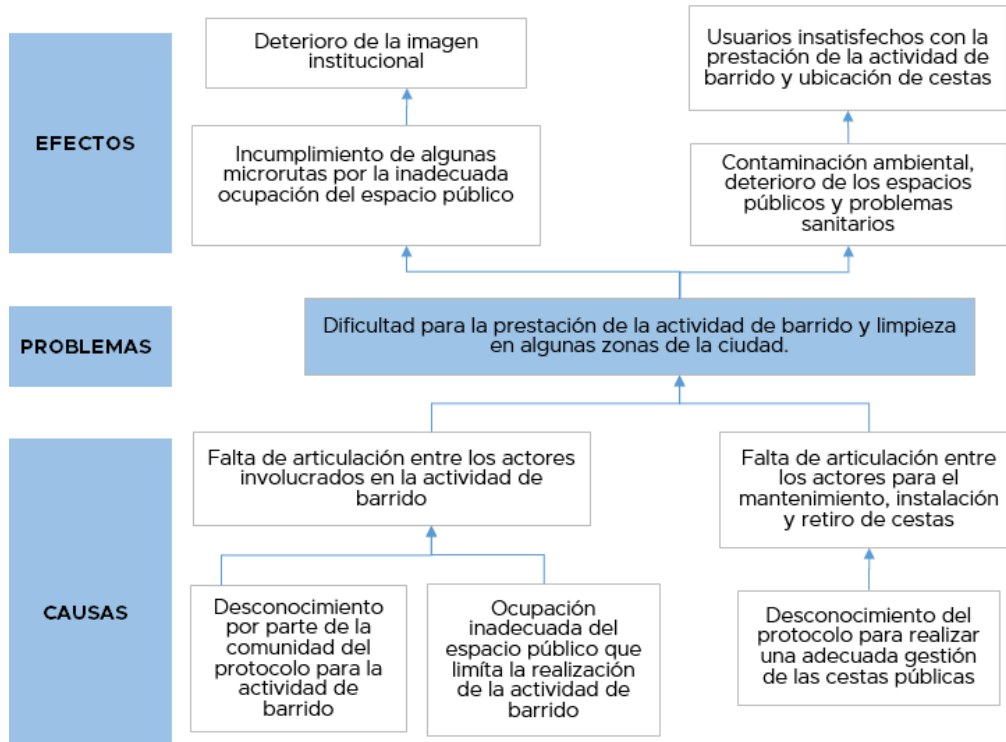 EFECTOS
Deterioro de la imagen
institucional
Usuarios insatisfechos con la
prestación de la actividad de
barrido y ubicación de cestas
Incumplimiento de algunas
microrutas por la inadecuada
ocupación del espacio público
Contaminación ambiental,
deterioro de los espacios
públicos y problemas
sanitarios
PROBLEMAS
Dificultad para la prestación de la actividad de barrido y limpieza
en algunas zonas de la ciudad.
CAUSAS
Falta de articulación entre los actores
involucrados en la actividad de
barrido
Falta de articulación entre
los actores para el
mantenimiento, instalación
y retiro de cestas
Desconocimiento
por parte de la
comunidad del
protocolo para la
actividad de
barrido
Ocupación
inadecuada del
espacio público que
limíta la realización
de la actividad de
barrido
Desconocimiento del
protocolo para realizar
una adecuada gestión
de las cestas públicas